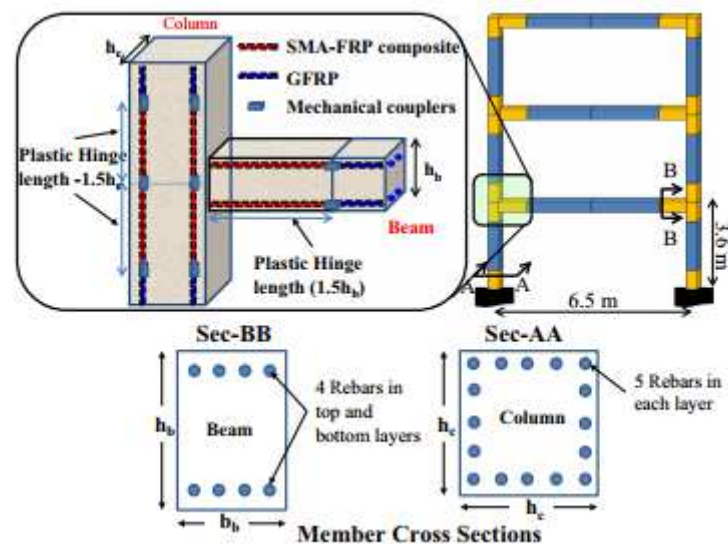 Column
h_c
SMA-FRP composite
GFRP
Mechanical couplers
Plastic Hinge
length -1.5h_c
h_b
Beam
Plastic Hinge
length (1.5h_b)
B
B
3.6 m
A
A
6.5 m
Sec-BB
Sec-AA
h_b
Beam
b_b
4 Rebars in
top and
bottom layers
h_c
Column
h_c
5 Rebars in
each layer
Member Cross Sections